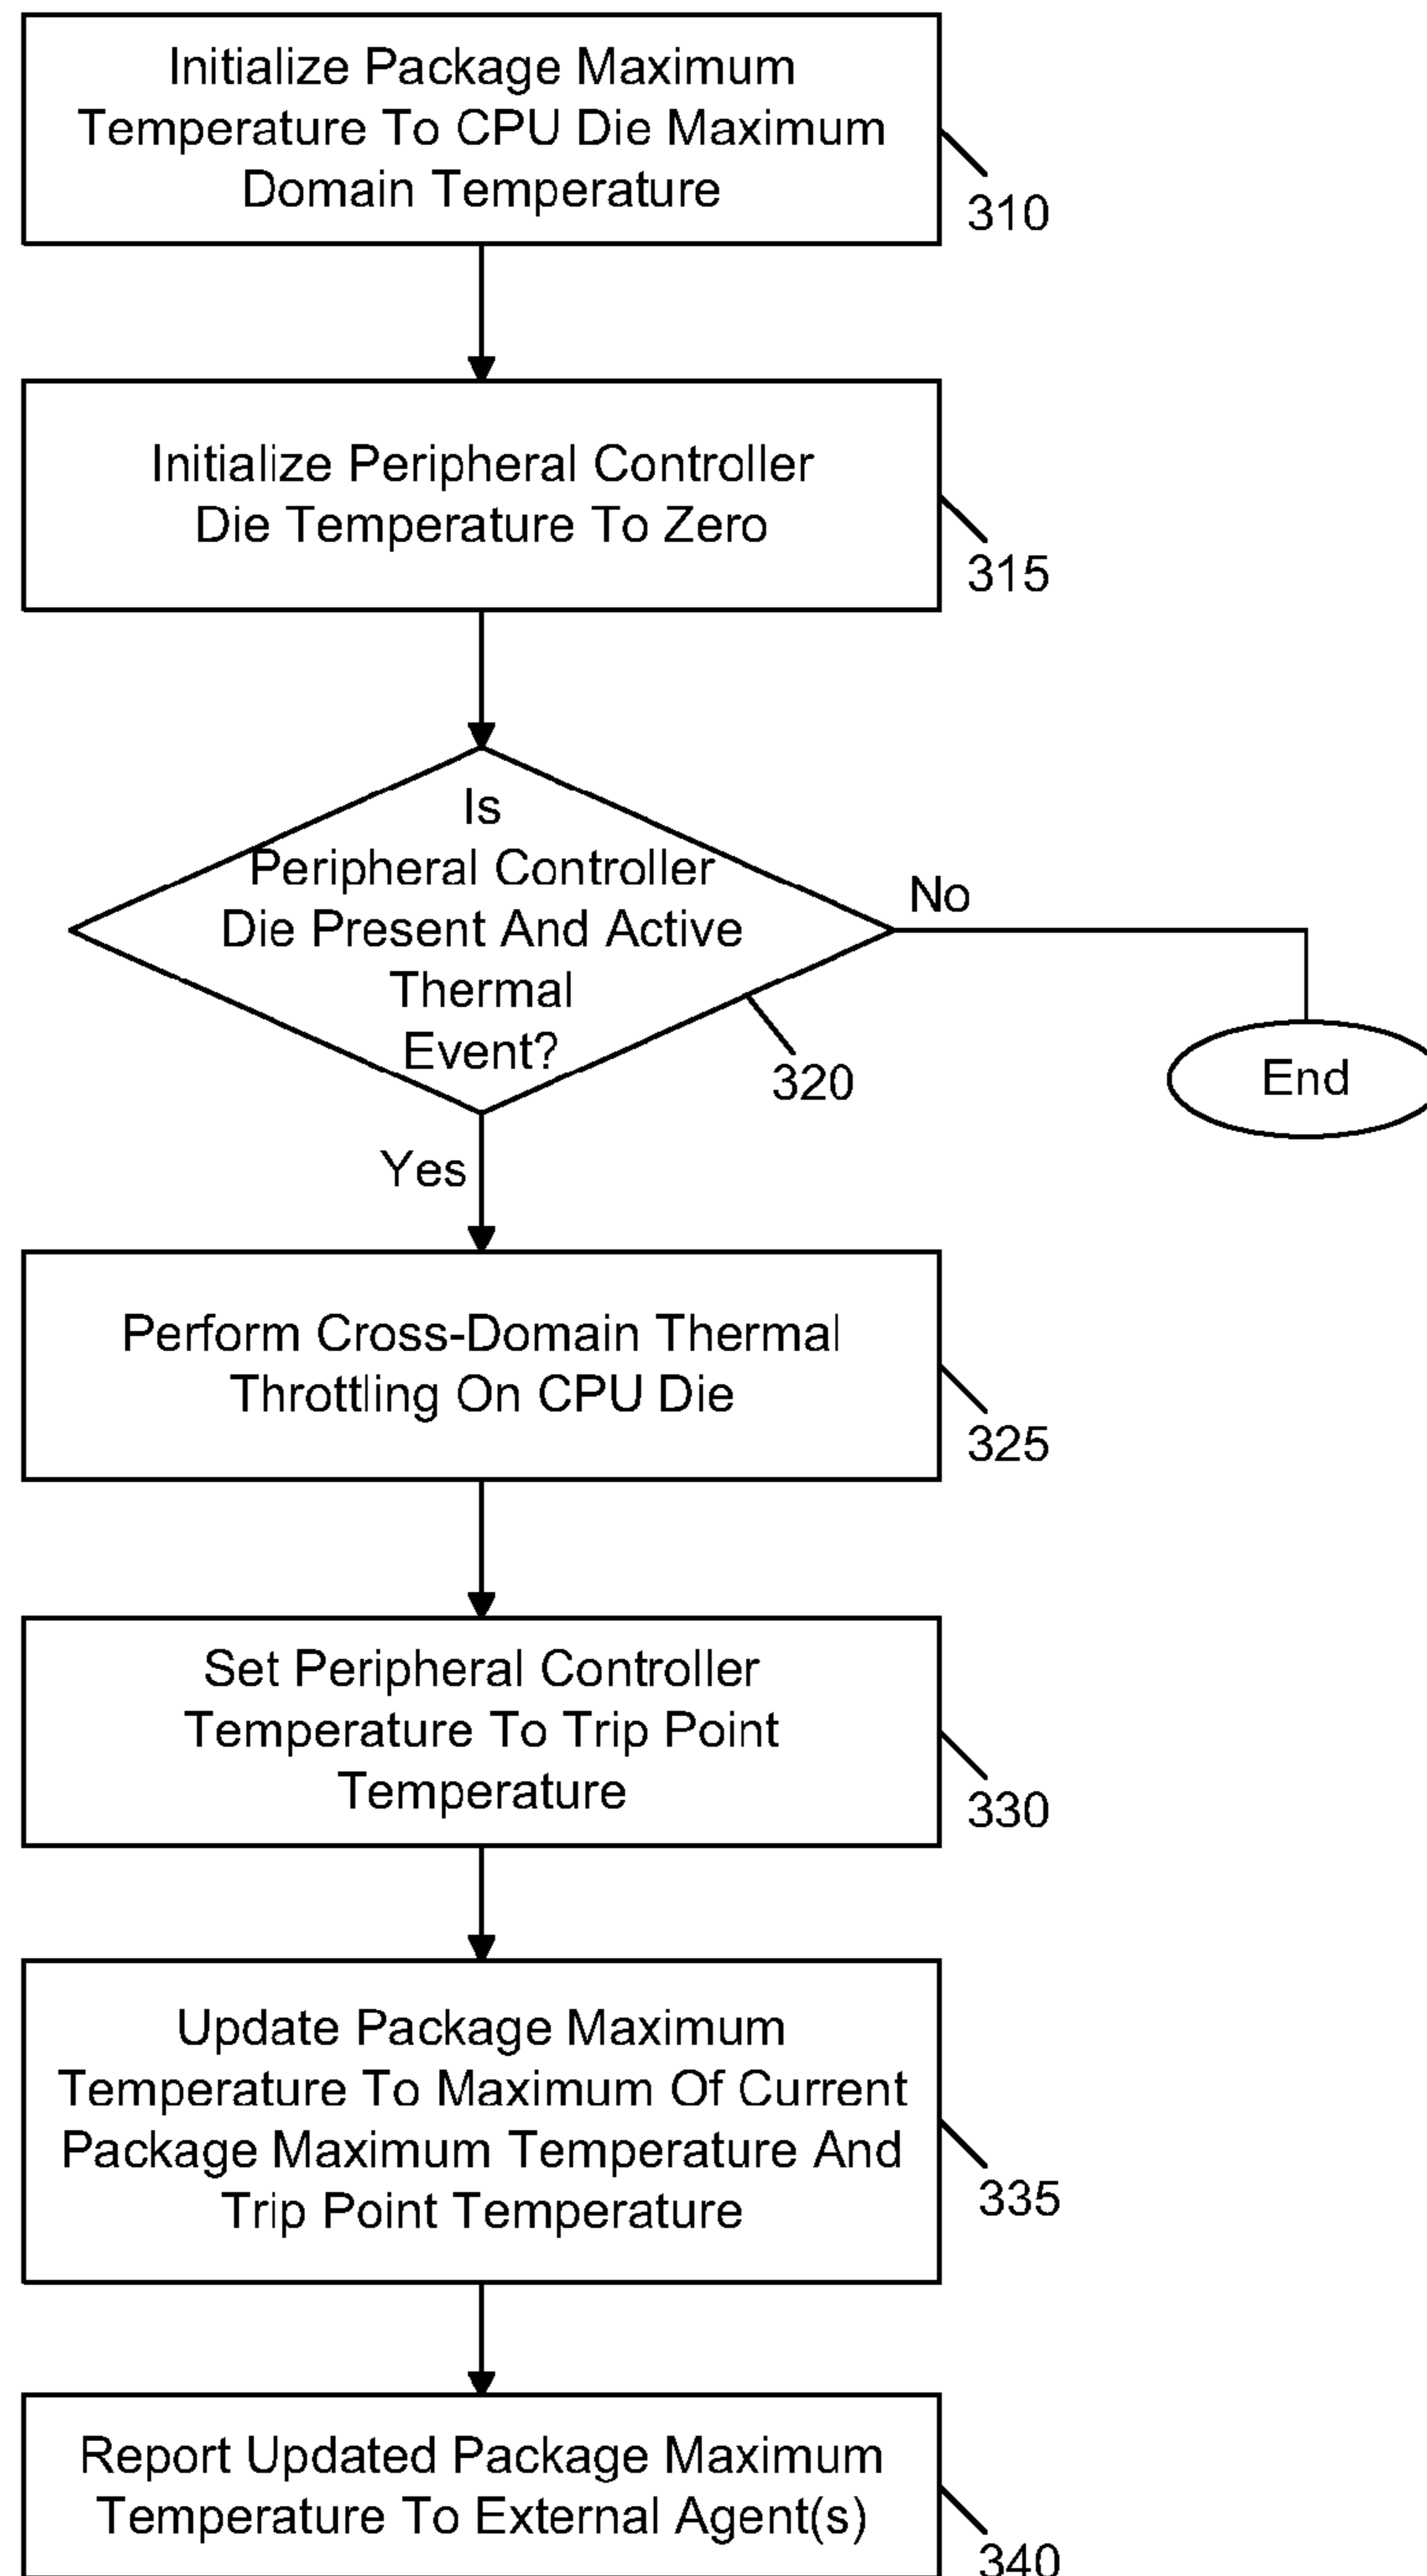 Initialize Package Maximum
Temperature To CPU Die Maximum
Domain Temperature
310
Initialize Peripheral Controller
Die Temperature To Zero
315
Is
Peripheral Controller
Die Present And Active
Thermal
Event?
320
No
End
Yes
Perform Cross-Domain Thermal
Throttling On CPU Die
325
Set Peripheral Controller
Temperature To Trip Point
Temperature
330
Update Package Maximum
Temperature To Maximum Of Current
Package Maximum Temperature And
Trip Point Temperature
335
Report Updated Package Maximum
Temperature To External Agent(s)
340